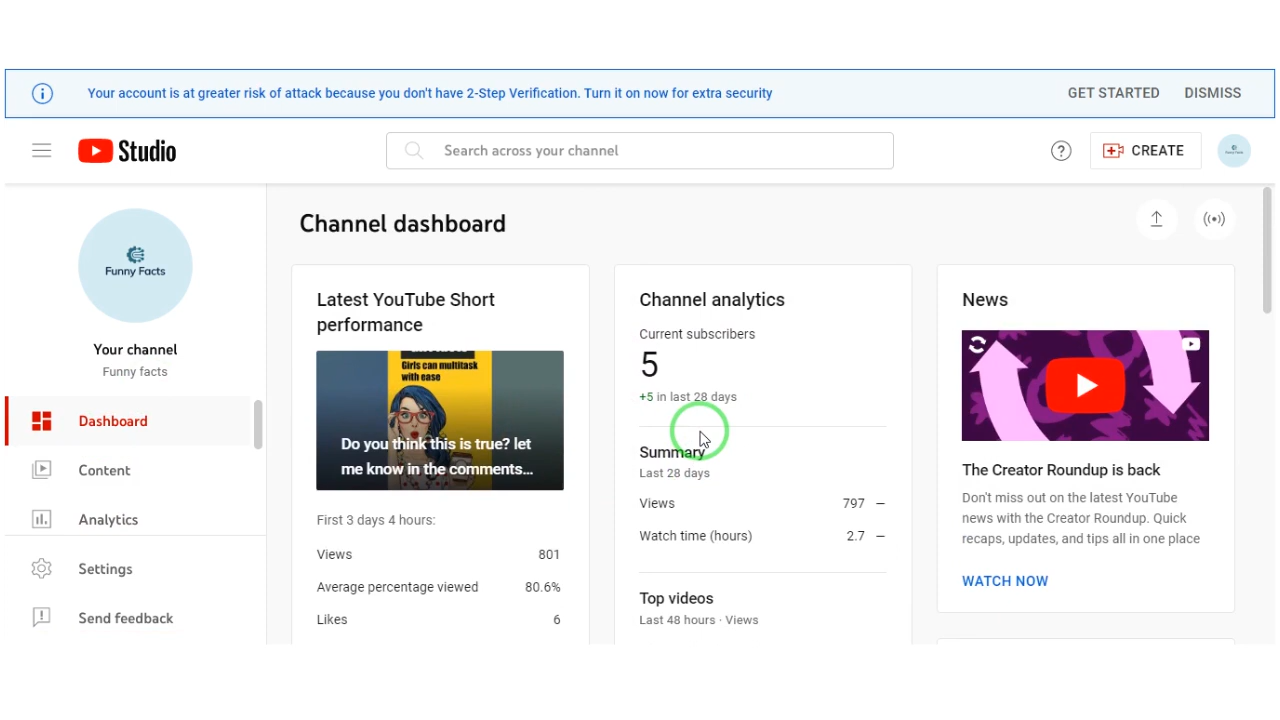 Your account is at greater risk of attack because you don't have 2-Step Verification. Turn it on now for extra security
GET STARTED
DISMISS
Studio
Search across your channel
CREATE
Funny Facts
Your channel
Funny facts
Dashboard
Content
Analytics
Settings
Send feedback
Channel dashboard
Latest YouTube Short
performance
Girls can multitask
with ease
Do you think this is true? let
me know in the comments...
First 3 days 4 hours:
Views 801
Average percentage viewed 80.6%
Likes 6
Channel analytics
Current subscribers
5
+5 in last 28 days
Summary
Last 28 days
Views 797 —
Watch time (hours) 2.7 —
Top videos
Last 48 hours · Views
News
The Creator Roundup is back
Don't miss out on the latest YouTube
news with the Creator Roundup. Quick
recaps, updates, and tips all in one place
WATCH NOW